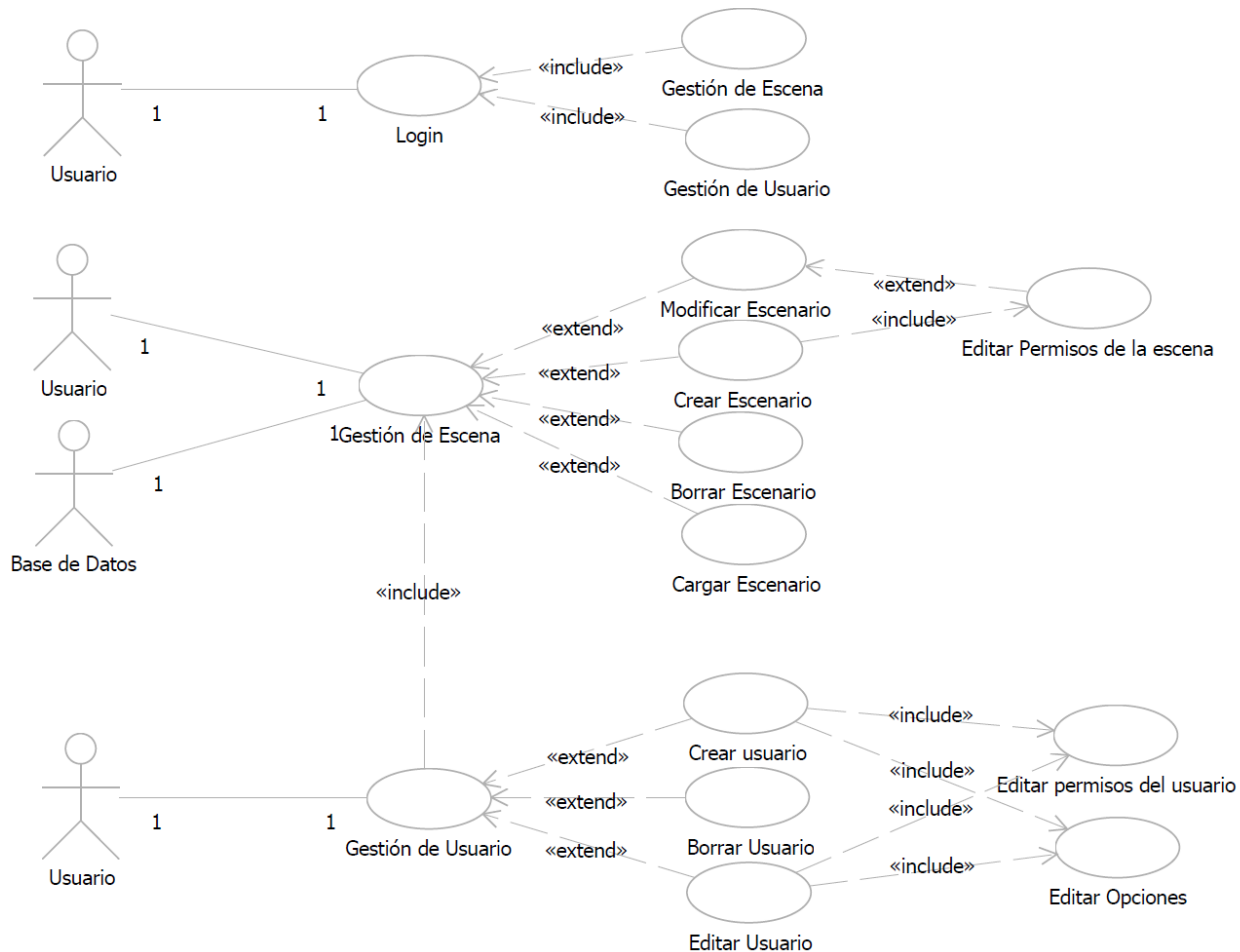 «include»
Gestión de Escena
«include»
1
1
Login
Usuario
Gestión de Usuario
«extend»
Modificar Escenario
«include»
«extend»
1
Editar Permisos de la escena
«extend»
Usuario
1
Crear Escenario
«extend»
1
Gestión de Escena
«extend»
1
Borrar Escenario
Base de Datos
Cargar Escenario
«include»
«include»
Crear usuario
«extend»
«include»
Editar permisos del usuario
«extend»
«include»
1
1
Gestión de Usuario
«extend»
Borrar Usuario
«include»
Usuario
Editar Opciones
Editar Usuario